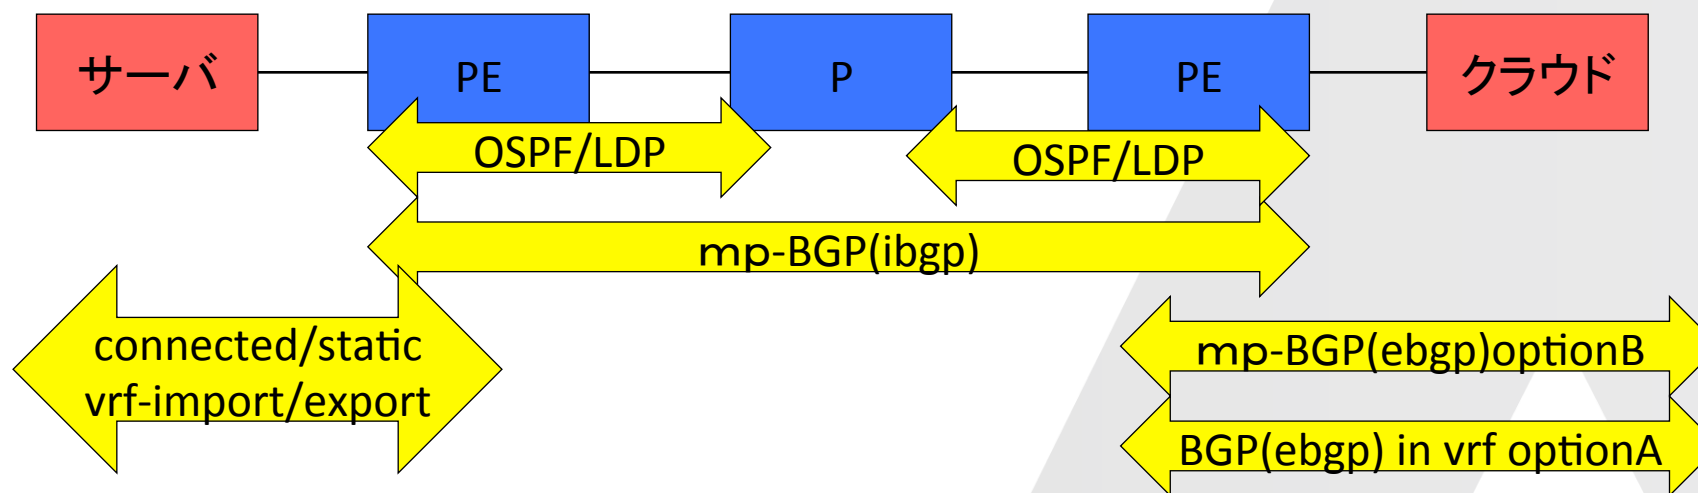 サーバ
PE
P
PE
クラウド
OSPF/LDP
OSPF/LDP
mp-BGP(ibgp)
connected/static
vrf-import/export
mp-BGP(ebgp)optionB
BGP(ebgp) in vrf optionA